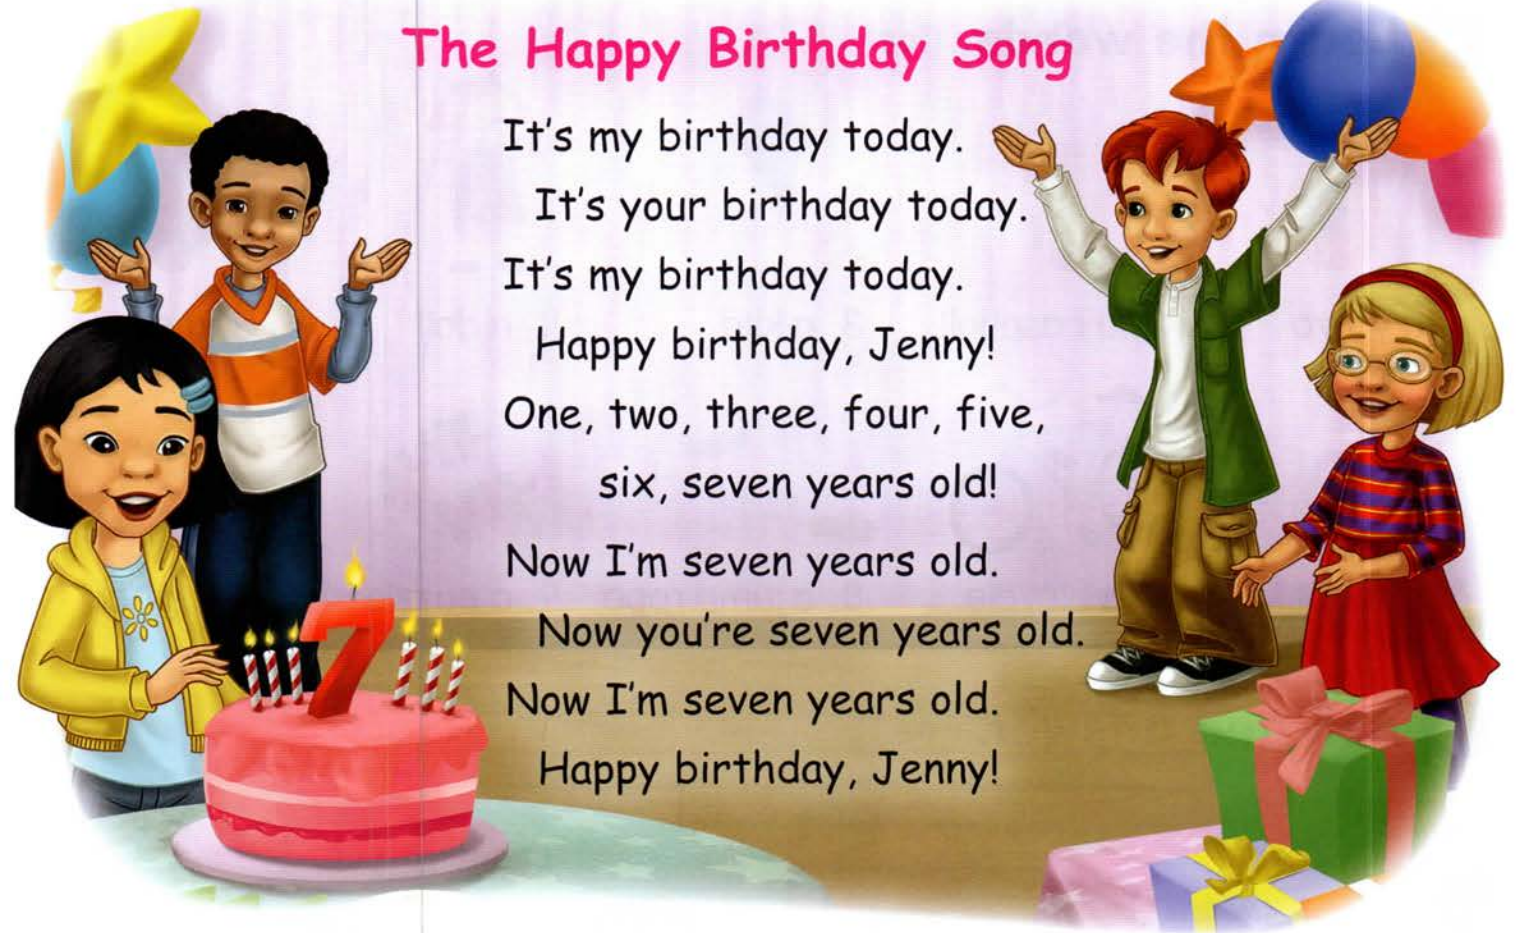 The Happy Birthday Song
It's my birthday today.
It's your birthday today.
It's my birthday today.
Happy birthday, Jenny!
One, two, three, four, five,
six, seven years old!
Now I'm seven years old.
Now you're seven years old.
Now I'm seven years old.
Happy birthday, Jenny!
7